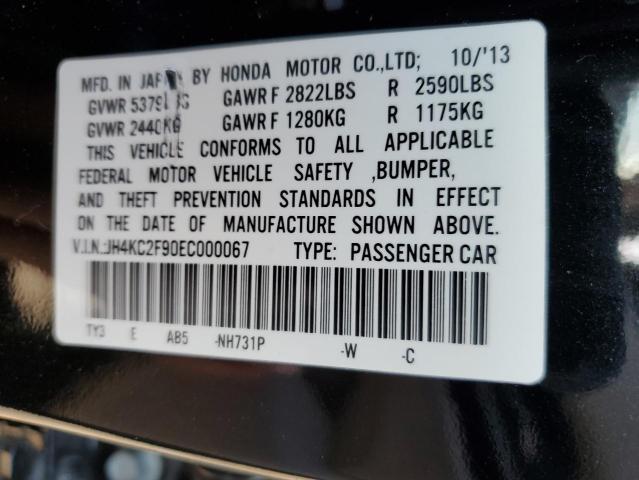 MFD. IN JAPAN BY HONDA MOTOR CO.,LTD; 10/'13
GVWR 5379LBS GAWR F 2822LBS R 2590LBS
GVWR 2440KG GAWR F 1280KG R 1175KG
THIS VEHICLE CONFORMS TO ALL APPLICABLE
FEDERAL MOTOR VEHICLE SAFETY ,BUMPER,
AND THEFT PREVENTION STANDARDS IN EFFECT
ON THE DATE OF MANUFACTURE SHOWN ABOVE.
V.I.N.:JH4KC2F90EC000067 TYPE: PASSENGER CAR
TY3 E AB5 -NH731P -W -C